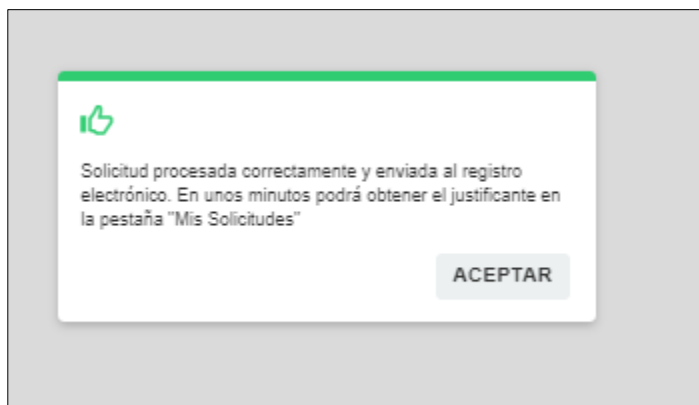 Solicitud procesada correctamente y enviada al registro
electrónico. En unos minutos podrá obtener el justificante en
la pestaña "Mis Solicitudes"
ACEPTAR